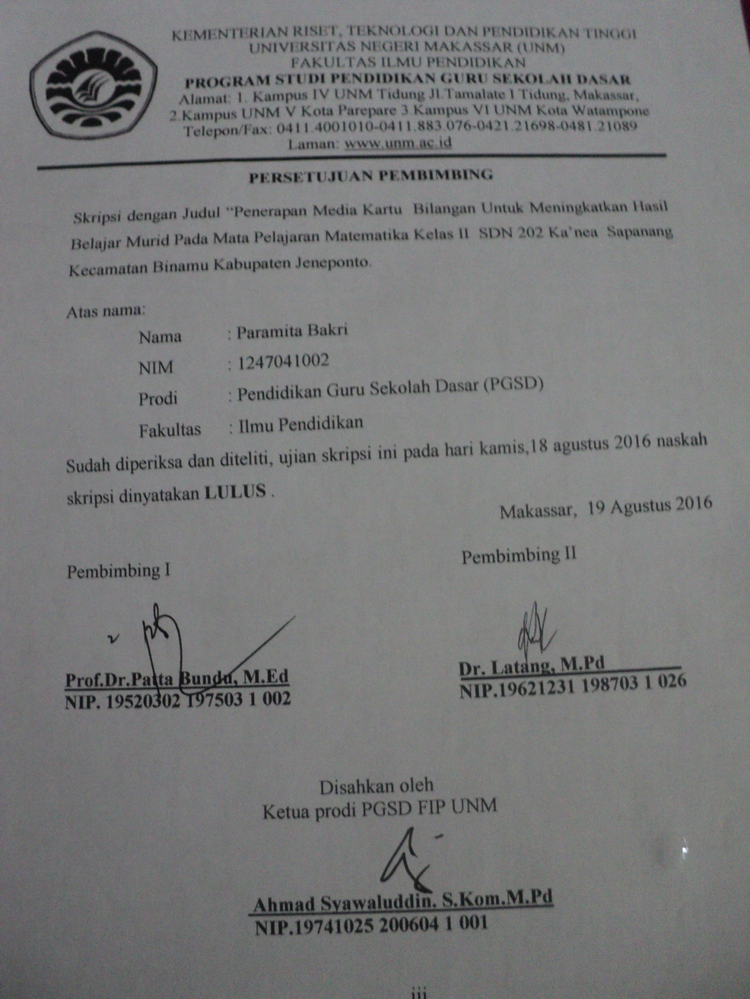 KEMENTERIAN RISET, TEKNOLOGI DAN PENDIDIKAN TINGGI
UNIVERSITAS NEGERI MAKASSAR (UNM)
FAKULTAS ILMU PENDIDIKAN
PROGRAM STUDI PENDIDIKAN GURU SEKOLAH DASAR
Alamat: 1. Kampus IV UNM Tidung Jl.Tamalate I Tidung, Makassar,
2.Kampus UNM V Kota Parepare 3.Kampus VI UNM Kota Watampone
Telepon/Fax: 0411.4001010-0411.883.076-0421.21698-0481.21089
Laman: www.unm.ac.id
PERSETUJUAN PEMBIMBING
Skripsi dengan Judul “Penerapan Media Kartu Bilangan Untuk Meningkatkan Hasil
Belajar Murid Pada Mata Pelajaran Matematika Kelas II SDN 202 Ka’nea Sapanang
Kecamatan Binamu Kabupaten Jeneponto.
Atas nama:
Nama : Paramita Bakri
NIM : 1247041002
Prodi : Pendidikan Guru Sekolah Dasar (PGSD)
Fakultas : Ilmu Pendidikan
Sudah diperiksa dan diteliti, ujian skripsi ini pada hari kamis,18 agustus 2016 naskah
skripsi dinyatakan LULUS .
Makassar, 19 Agustus 2016
Pembimbing I
Pembimbing II
Prof.Dr.Patta Bundu, M.Ed
NIP. 19520302 197503 1 002
Dr. Latang, M.Pd
NIP.19621231 198703 1 026
Disahkan oleh
Ketua prodi PGSD FIP UNM
Ahmad Syawaluddin. S.Kom.M.Pd
NIP.19741025 200604 1 001
iii